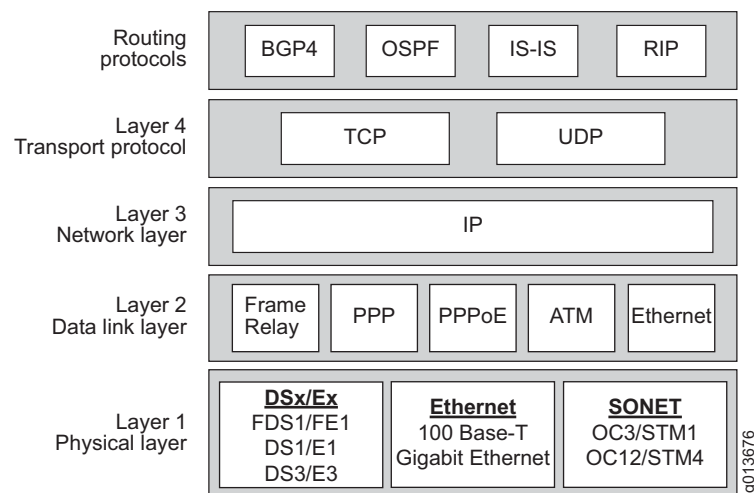 Routing
protocols
BGP4
OSPF
IS-IS
RIP
Layer 4
Transport protocol
TCP
UDP
Layer 3
Network layer
IP
Layer 2
Data link layer
Frame
Relay
PPP
PPPoE
ATM
Ethernet
Layer 1
Physical layer
DSx/Ex
FDS1/FE1
DS1/E1
DS3/E3
Ethernet
100 Base-T
Gigabit Ethernet
SONET
OC3/STM1
OC12/STM4
g013676